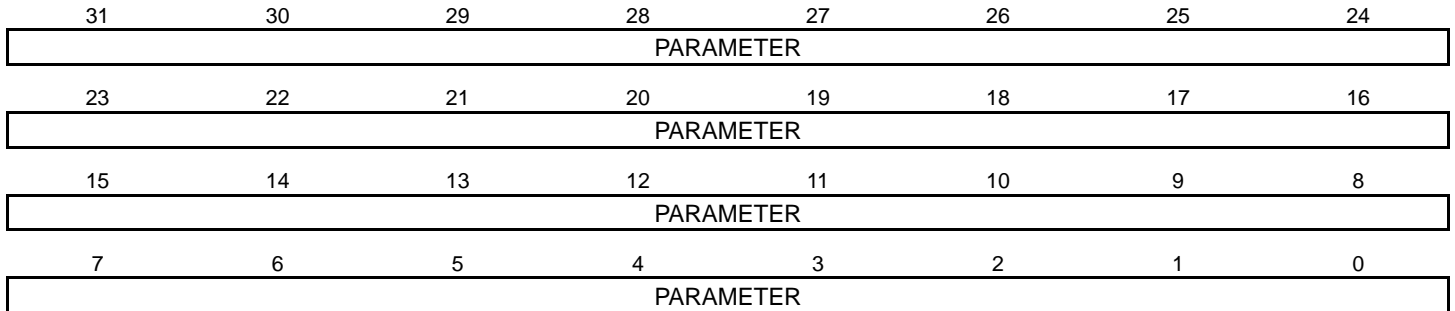 31 30 29 28 27 26 25 24
PARAMETER
23 22 21 20 19 18 17 16
PARAMETER
15 14 13 12 11 10 9 8
PARAMETER
7 6 5 4 3 2 1 0
PARAMETER